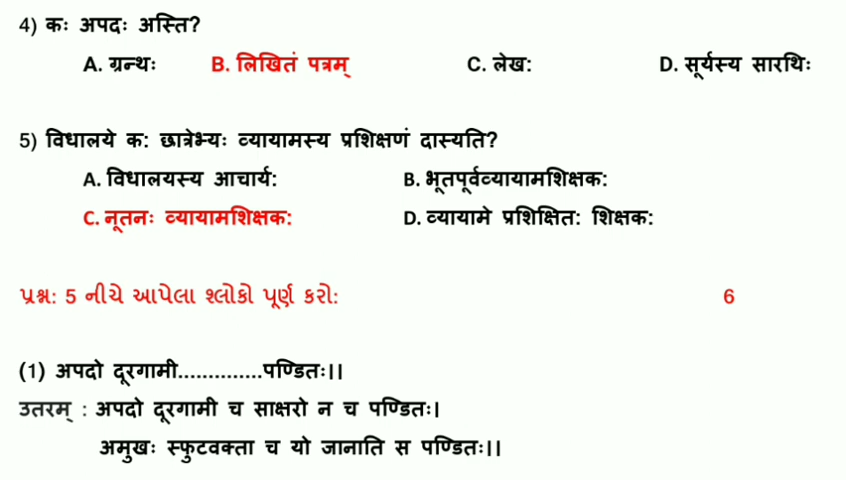 4) कः अपदः अस्ति?
A. ग्रन्थः B. लिखितं पत्रम् C. लेख: D. सूर्यस्य सारथिः
5) विधालये क: छात्रेभ्यः व्यायामस्य प्रशिक्षणं दास्यति?
A. विधालयस्य आचार्य: B. भूतपूर्वव्यायामशिक्षक:
C. नूतनः व्यायामशिक्षक: D. व्यायामे प्रशिक्षित: शिक्षक:
પ્રશ્ન: 5 નીચે આપેલા શ્લોકો પૂર્ણ કરો: 6
(1) अपदो दूरगामी..............पण्डितः।।
उतरम् : अपदो दूरगामी च साक्षरो न च पण्डितः।
अमुखः स्फुटवक्ता च यो जानाति स पण्डितः।।